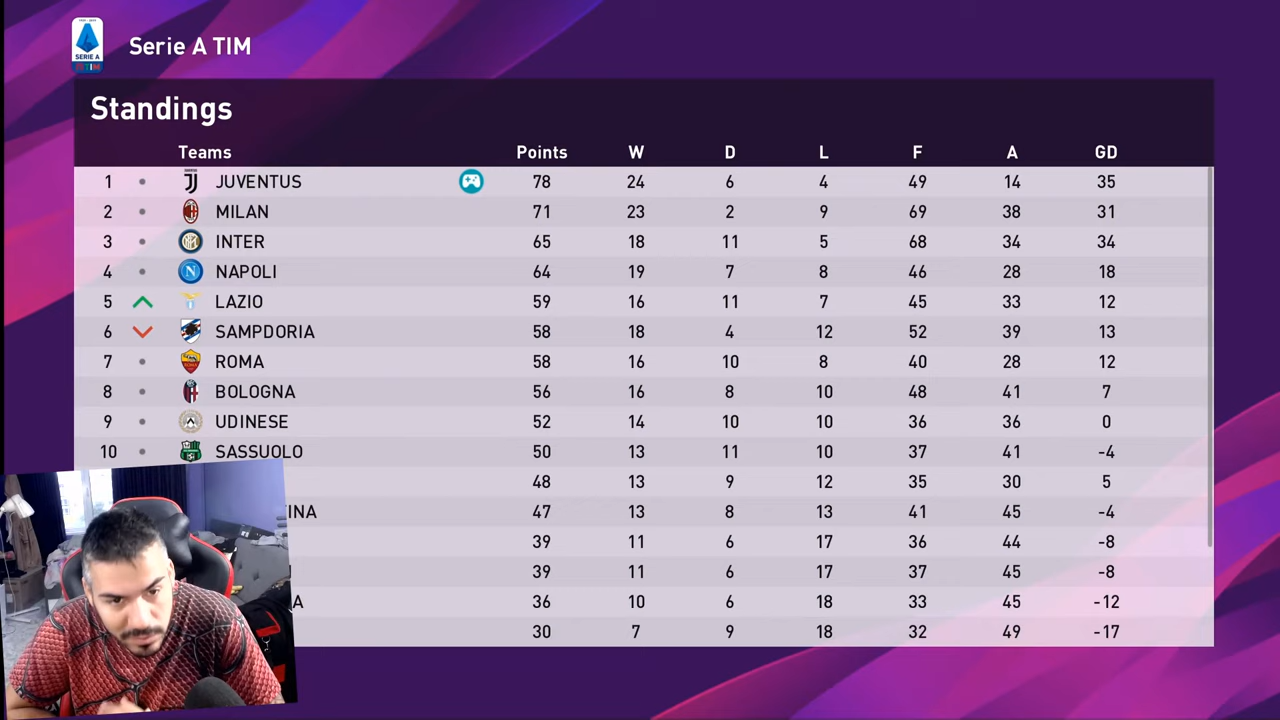 SERIE A
TIM
Serie A TIM
Standings
Teams Points W D L F A GD
1 JUVENTUS 78 24 6 4 49 14 35
2 MILAN 71 23 2 9 69 38 31
3 INTER 65 18 11 5 68 34 34
4 NAPOLI 64 19 7 8 46 28 18
5 LAZIO 59 16 11 7 45 33 12
6 SAMPDORIA 58 18 4 12 52 39 13
7 ROMA 58 16 10 8 40 28 12
8 BOLOGNA 56 16 8 10 48 41 7
9 UDINESE 52 14 10 10 36 36 0
10 SASSUOLO 50 13 11 10 37 41 -4
48 13 9 12 35 30 5
INA 47 13 8 13 41 45 -4
39 11 6 17 36 44 -8
39 11 6 17 37 45 -8
A 36 10 6 18 33 45 -12
30 7 9 18 32 49 -17